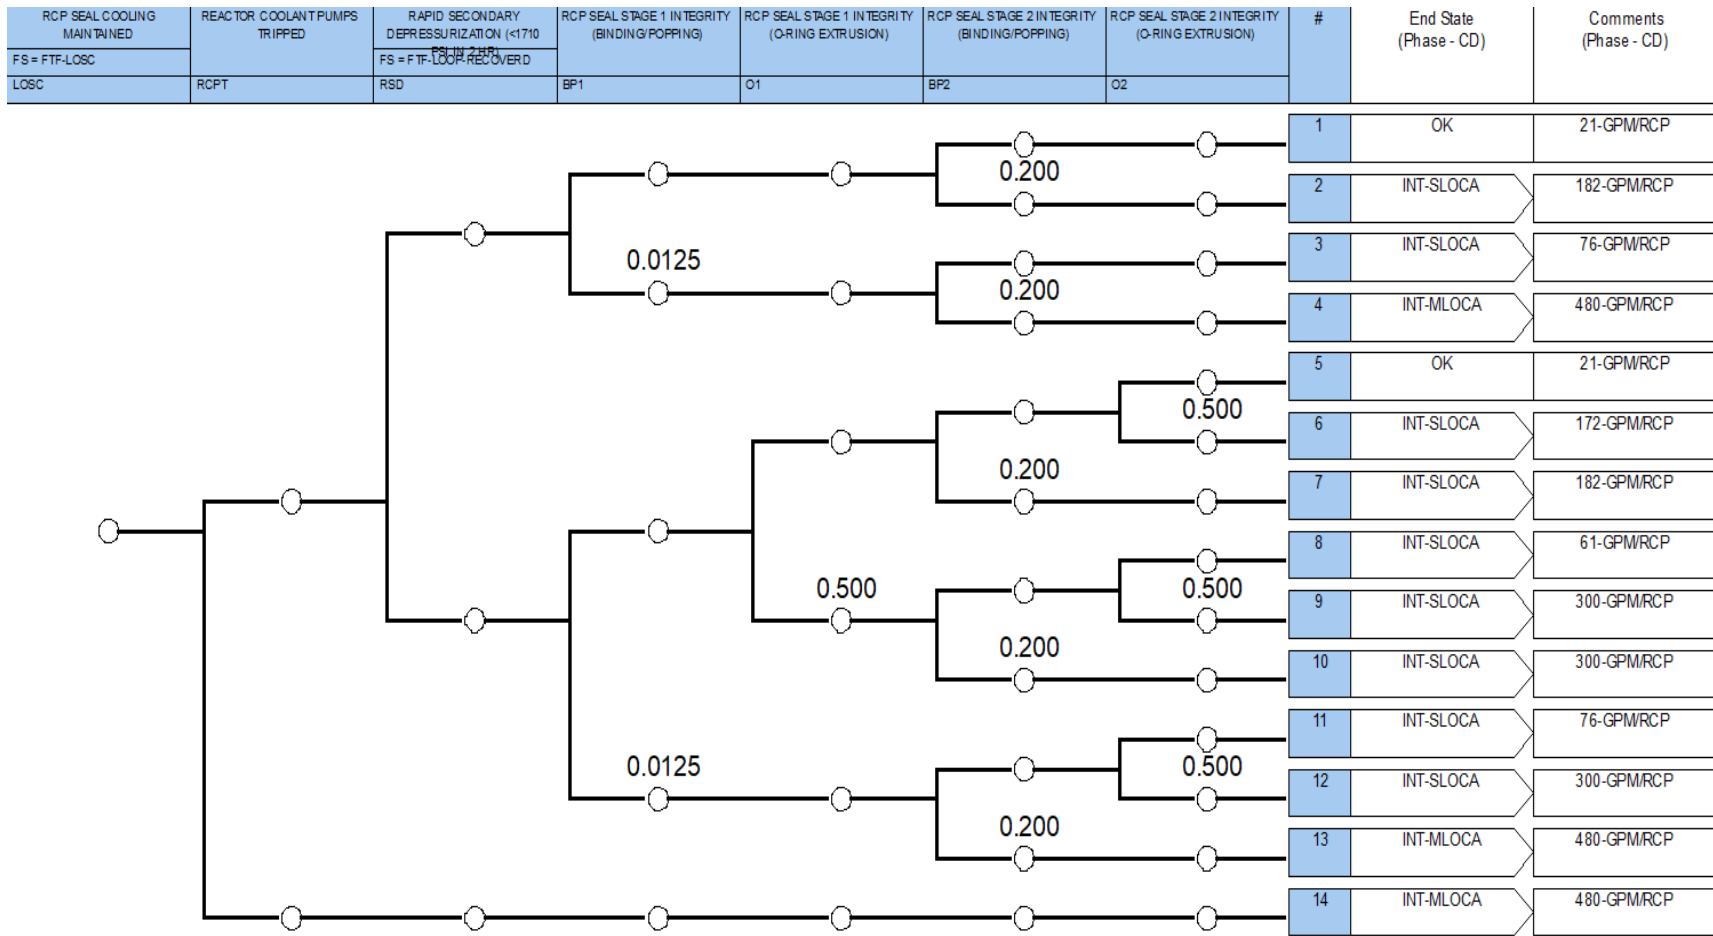 RCP SEAL COOLING MAINTAINED
FS = FTF-LOSC
LOSC
REACTOR COOLANT PUMPS TRIPPED
RCPT
RAPID SECONDARY DEPRESSURIZATION (<1710 PSI IN 2 HR)
FS = FTF-LOOP-RECOVERD
RSD
RCP SEAL STAGE 1 INTEGRITY (BINDING/POPPING)
BP1
RCP SEAL STAGE 1 INTEGRITY (O-RING EXTRUSION)
O1
RCP SEAL STAGE 2 INTEGRITY (BINDING/POPPING)
BP2
RCP SEAL STAGE 2 INTEGRITY (O-RING EXTRUSION)
O2
#
End State (Phase - CD)
Comments (Phase - CD)
1 OK 21-GPM/RCP
0.200
2 INT-SLOCA 182-GPM/RCP
3 INT-SLOCA 76-GPM/RCP
0.0125
0.200
4 INT-MLOCA 480-GPM/RCP
5 OK 21-GPM/RCP
0.500
6 INT-SLOCA 172-GPM/RCP
0.200
7 INT-SLOCA 182-GPM/RCP
8 INT-SLOCA 61-GPM/RCP
0.500
0.500
9 INT-SLOCA 300-GPM/RCP
0.200
10 INT-SLOCA 300-GPM/RCP
11 INT-SLOCA 76-GPM/RCP
0.0125
0.500
12 INT-SLOCA 300-GPM/RCP
0.200
13 INT-MLOCA 480-GPM/RCP
14 INT-MLOCA 480-GPM/RCP